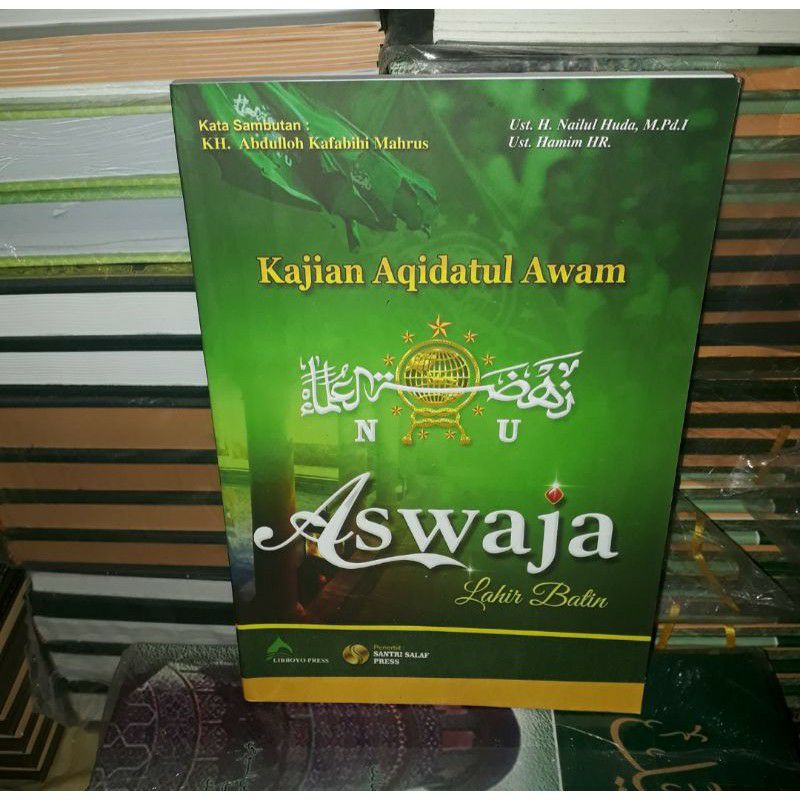 Kata Sambutan :
KH. Abdulloh Kafabihi Mahrus
Ust. H. Nailul Huda, M.Pd.I
Ust. Hamim HR.
Kajian Aqidatul Awam
نهضة العلماء
N U
Aswaja
Lahir Batin
LIRBOYO PRESS
Penerbit
SANTRI SALAF
PRESS